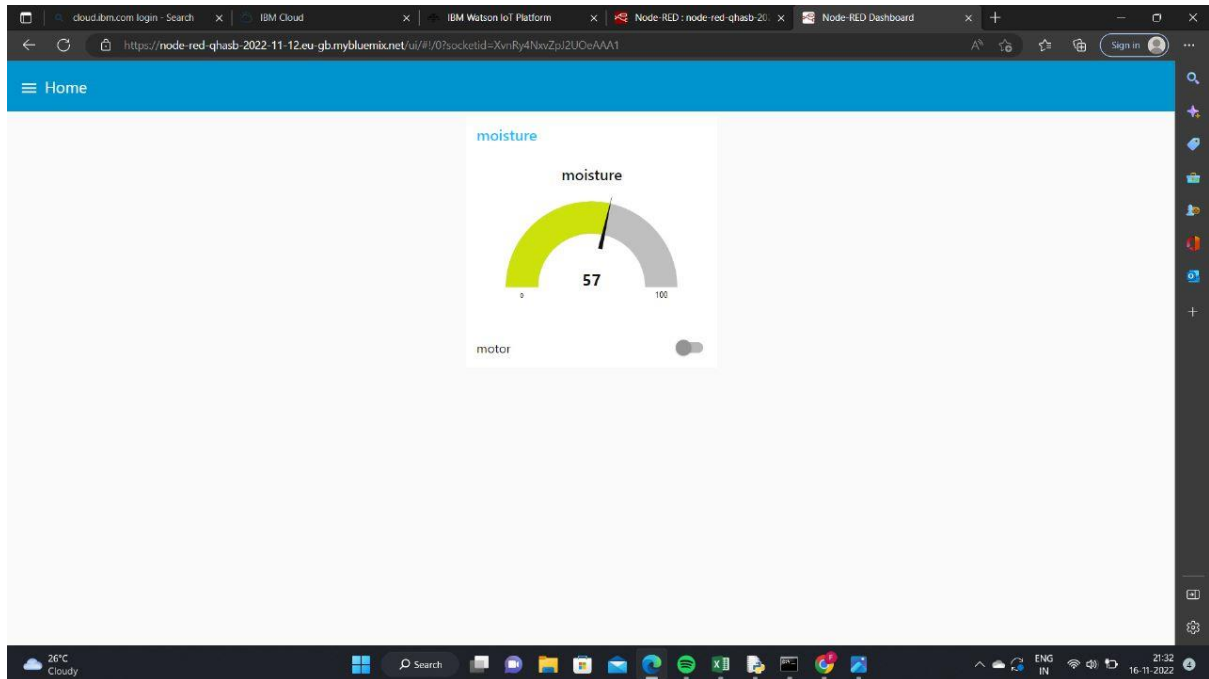 cloud.ibm.com login - Search
IBM Cloud
IBM Watson IoT Platform
Node-RED : node-red-qhasb-20
Node-RED Dashboard
https://node-red-qhasb-2022-11-12.eu-gb.mybluemix.net/ui/#!/0?socketid=XvnRy4NxvZpJ2UOeAAA1
Sign in
Home
moisture
moisture
57
0
100
motor
26°C
Cloudy
Search
ENG
IN
21:32
16-11-2022
4